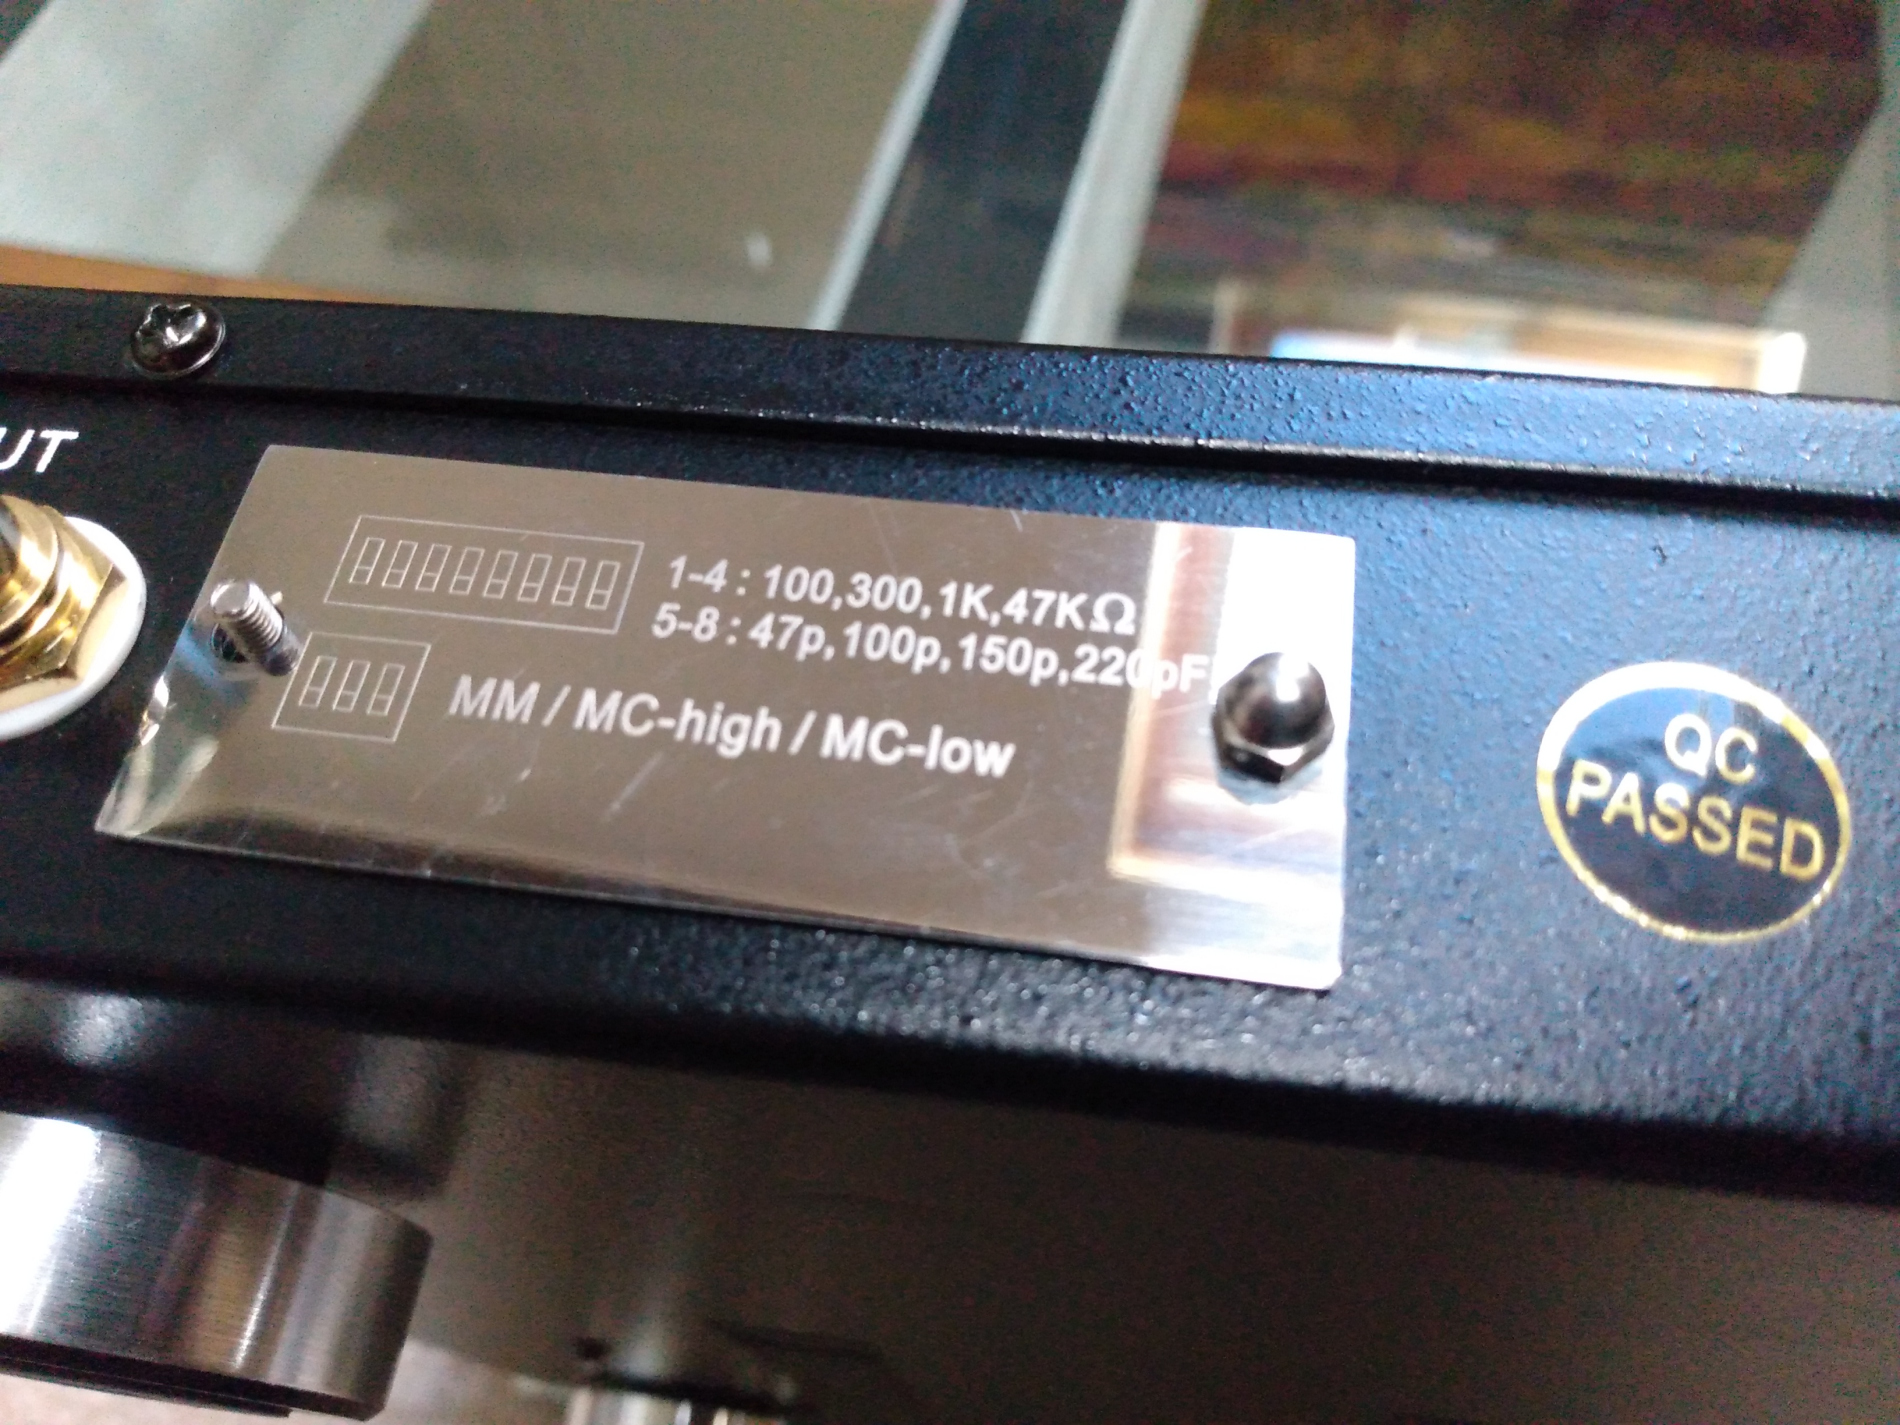 UT
1-4 : 100,300,1K,47KΩ
5-8 : 47p,100p,150p,220pF
MM / MC-high / MC-low
QC
PASSED